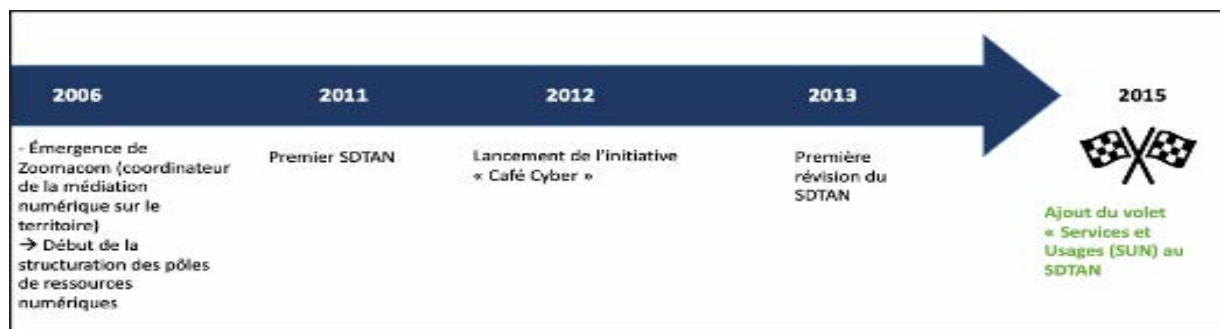 2006
2011
2012
2013
2015
- Émergence de
Zoomacom (coordinateur
de la médiation
numérique sur le
territoire)
→ Début de la
structuration des pôles
de ressources
numériques
Premier SDTAN
Lancement de l'initiative
« Café Cyber »
Première
révision du
SDTAN
Ajout du volet
« Services et
Usages (SUN) au
SDTAN